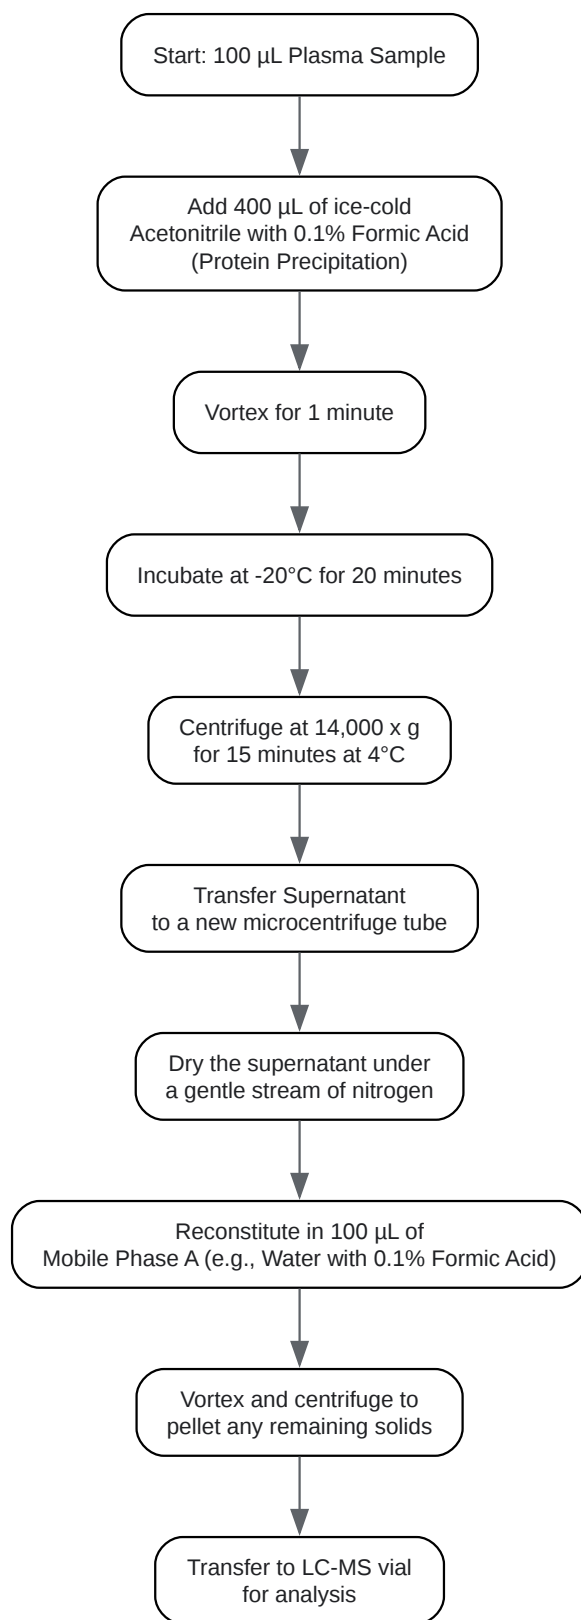 Start: 100 µL Plasma Sample
Add 400 µL of ice-cold
Acetonitrile with 0.1% Formic Acid
(Protein Precipitation)
Vortex for 1 minute
Incubate at -20°C for 20 minutes
Centrifuge at 14,000 x g
for 15 minutes at 4°C
Transfer Supernatant
to a new microcentrifuge tube
Dry the supernatant under
a gentle stream of nitrogen
Reconstitute in 100 µL of
Mobile Phase A (e.g., Water with 0.1% Formic Acid)
Vortex and centrifuge to
pellet any remaining solids
Transfer to LC-MS vial
for analysis